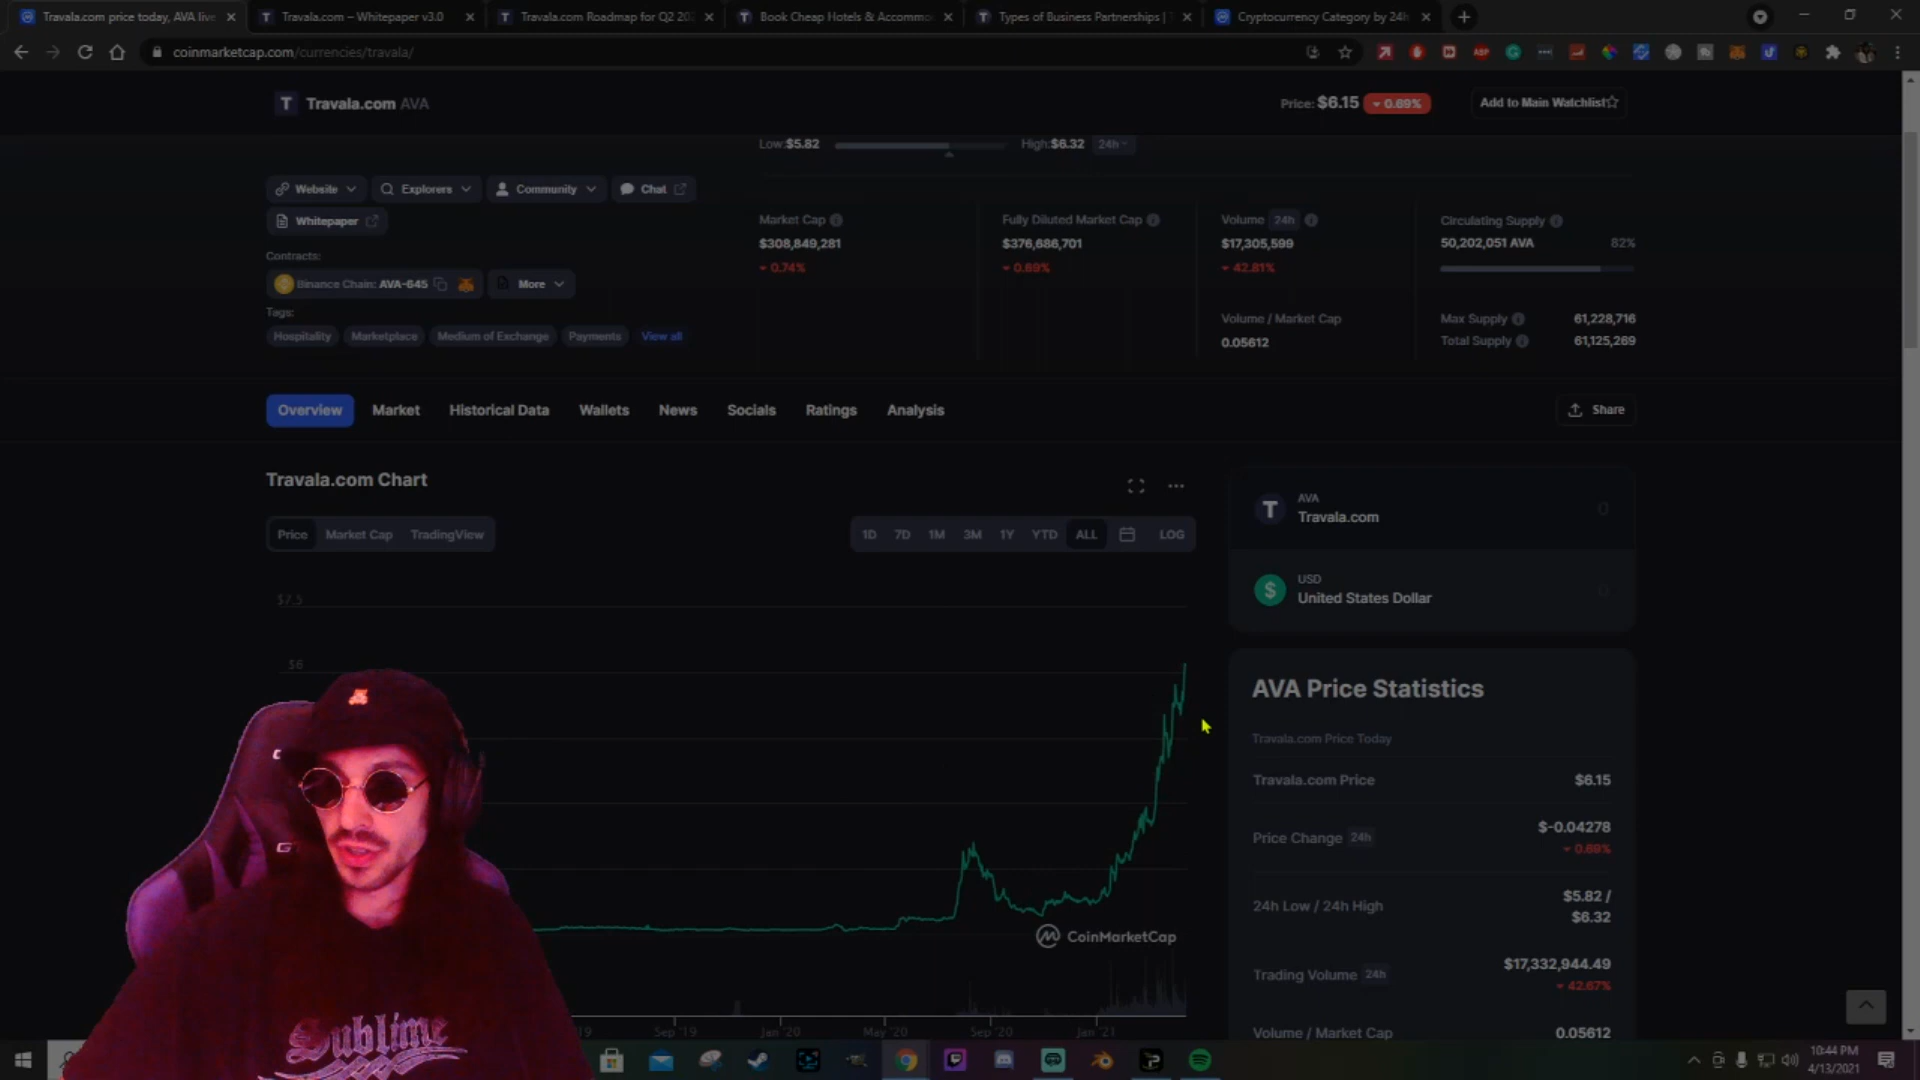 Travala.com price today, AVA live
Travala.com – Whitepaper v3.0
Travala.com Roadmap for Q2 202
Book Cheap Hotels & Accommo
Types of Business Partnerships |
Cryptocurrency Category by 24h
coinmarketcap.com/currencies/travala/
ABP
T Travala.com AVA
Price: $6.15 0.69%
Add to Main Watchlist
Low:$5.82 High:$6.32 24h
Website Explorers Community Chat
Whitepaper
Contracts:
Binance Chain: AVA-645 More
Tags:
Hospitality Marketplace Medium of Exchange Payments View all
Market Cap
$308,849,281
0.74%
Fully Diluted Market Cap
$376,686,701
0.69%
Volume 24h
$17,305,599
42.81%
Volume / Market Cap
0.05612
Circulating Supply
50,202,051 AVA 82%
Max Supply 61,228,716
Total Supply 61,125,269
Overview Market Historical Data Wallets News Socials Ratings Analysis
Share
Travala.com Chart
Price Market Cap TradingView
1D 7D 1M 3M 1Y YTD ALL LOG
$7.5
$6
CoinMarketCap
19 Sep '19 Jan '20 May '20 Sep '20 Jan '21
T AVA
Travala.com 0
$ USD
United States Dollar
AVA Price Statistics
Travala.com Price Today
Travala.com Price $6.15
Price Change 24h $-0.04278
0.69%
24h Low / 24h High $5.82 /
$6.32
Trading Volume 24h $17,332,944.49
42.67%
Volume / Market Cap 0.05612
Sublime
10:44 PM
4/13/2021